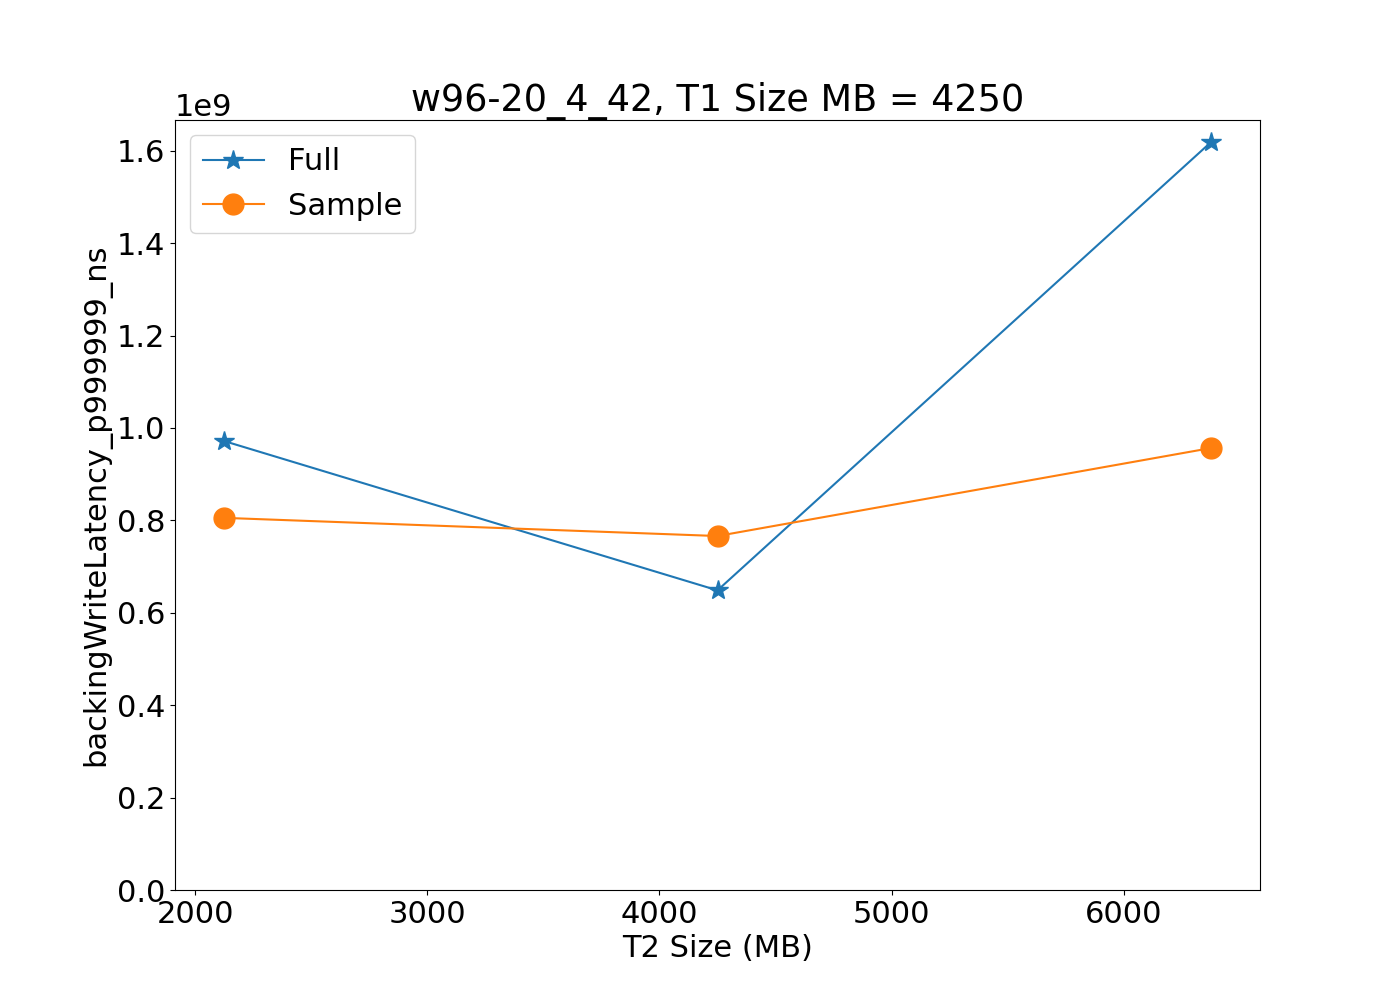 w96-20_4_42, T1 Size MB = 4250
1e9
Full
Sample
1.6
1.4
1.2
1.0
0.8
0.6
0.4
0.2
0.0
backingWriteLatency_p999999_ns
2000 3000 4000 5000 6000
T2 Size (MB)